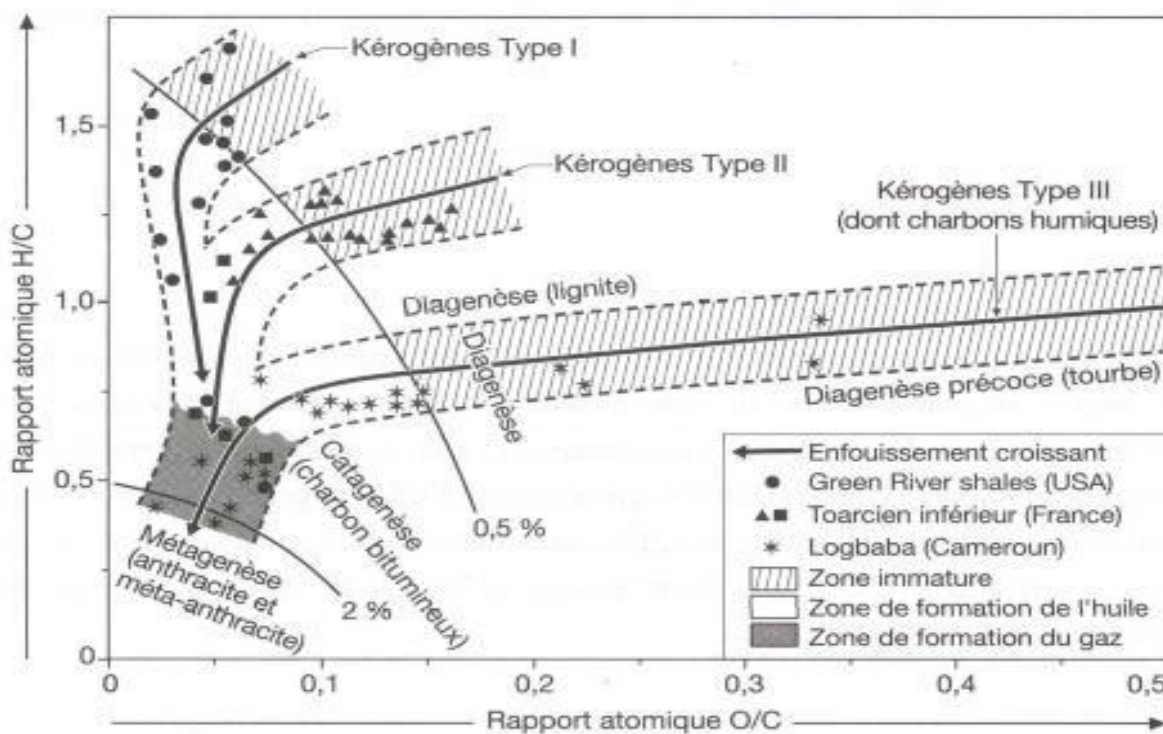 Rapport atomique H/C
1,5
1,0
0,5
0
Kérogènes Type I
Kérogènes Type II
Kérogènes Type III
(dont charbons humiques)
Diagenèse (lignite)
Diagenèse
Diagenèse précoce (tourbe)
Catagenèse
(charbon bitumineux)
0,5 %
Métagenèse
(anthracite et
méta-anthracite)
2 %
Enfouissement croissant
Green River shales (USA)
Toarcien inférieur (France)
Logbaba (Cameroun)
Zone immature
Zone de formation de l'huile
Zone de formation du gaz
0
0,1
0,2
0,3
0,4
0,5
Rapport atomique O/C